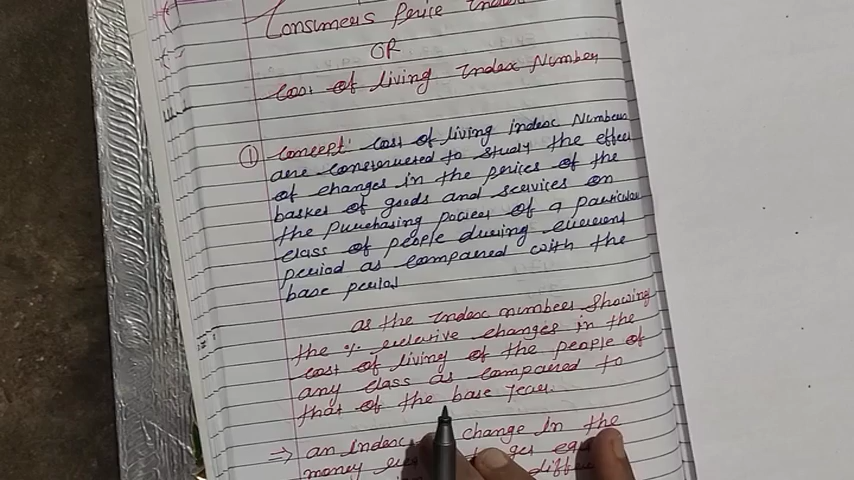 Consumers Price Index
OR
Cost of living Index Number
① Concept: Cost of living index Numbers
are constructed to study the effect
of changes in the prices of the
basket of goods and services on
the purchasing power of a particular
class of people during current
period as compared with the
base period
as the Index numbers showing
the % relative changes in the
cost of living of the people of
any class as compared to
that of the base year.
⇒ an index change in the
money